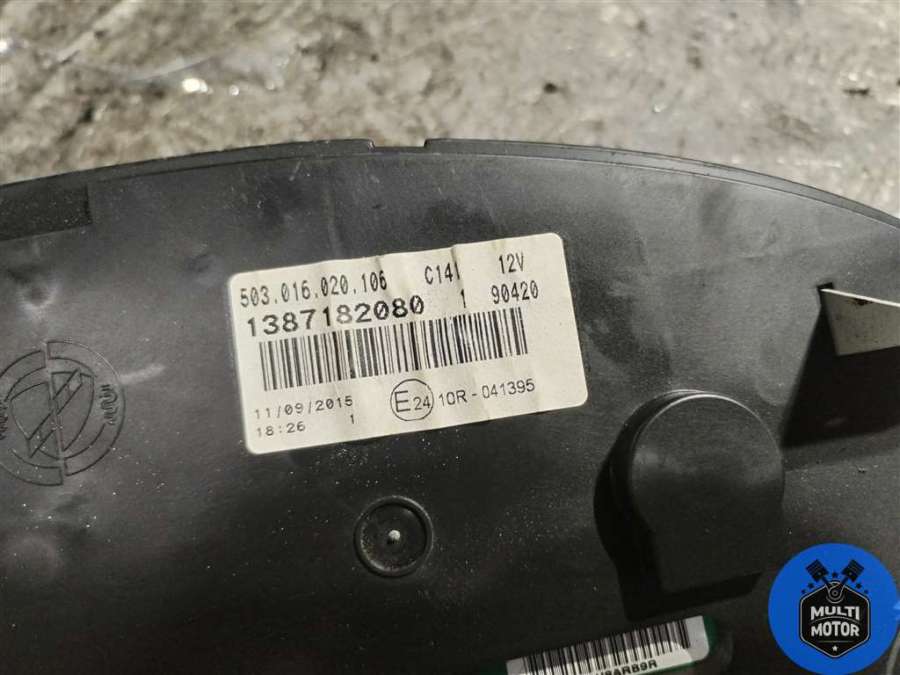 503.016.020.106 C141 12V
1387182080 1 90420
11/09/2015
18:26 1
E24 10R - 041395
MULTI
MOTOR